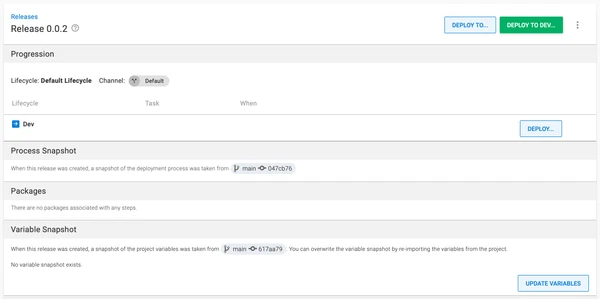 Releases
Release 0.0.2
DEPLOY TO...
DEPLOY TO DEV...
Progression
Lifecycle: Default Lifecycle Channel: Default
Lifecycle Task When
Dev
DEPLOY...
Process Snapshot
When this release was created, a snapshot of the deployment process was taken from main 047cb76
Packages
There are no packages associated with any steps.
Variable Snapshot
When this release was created, a snapshot of the project variables was taken from main 617aa79 You can overwrite the variable snapshot by re-importing the variables from the project.
No variable snapshot exists.
UPDATE VARIABLES